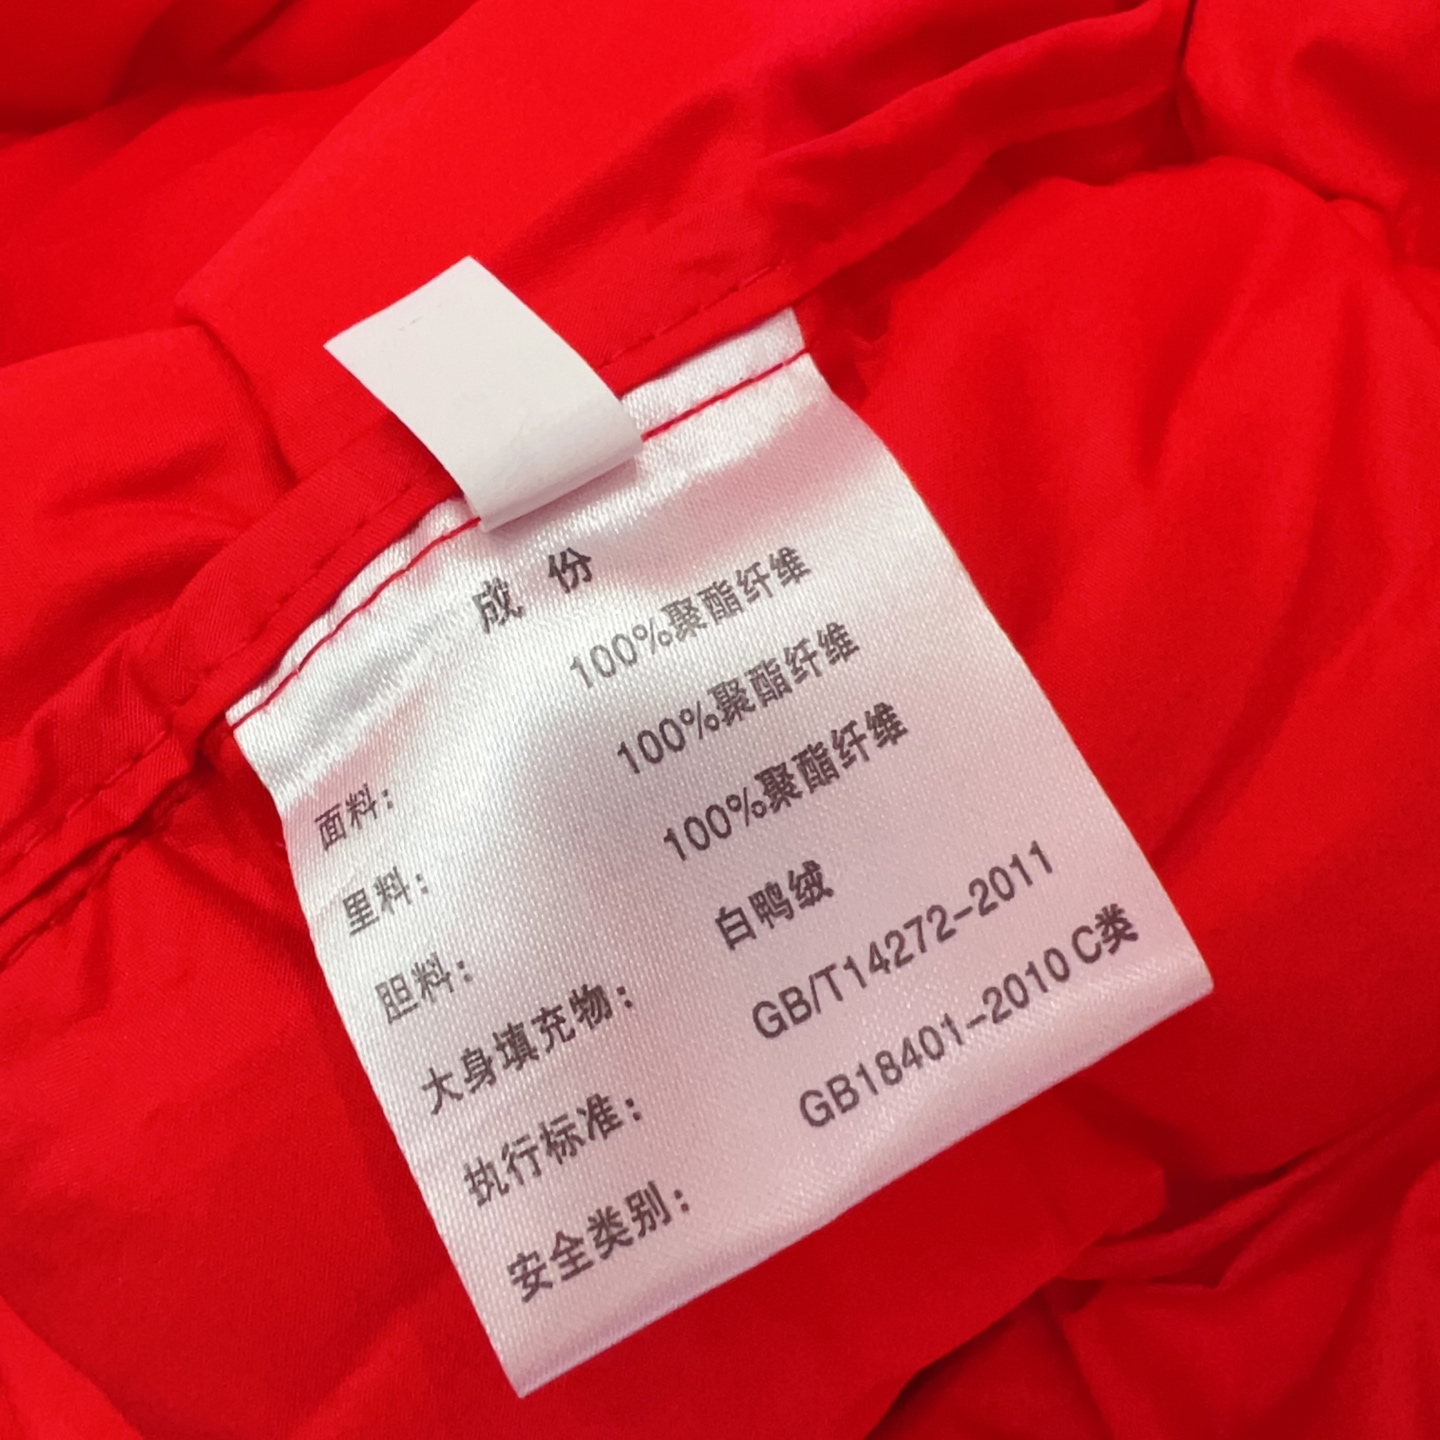 成份
面料： 100%聚酯纤维
里料： 100%聚酯纤维
胆料： 100%聚酯纤维
大身填充物： 白鸭绒
执行标准： GB/T14272-2011
安全类别： GB18401-2010 C类